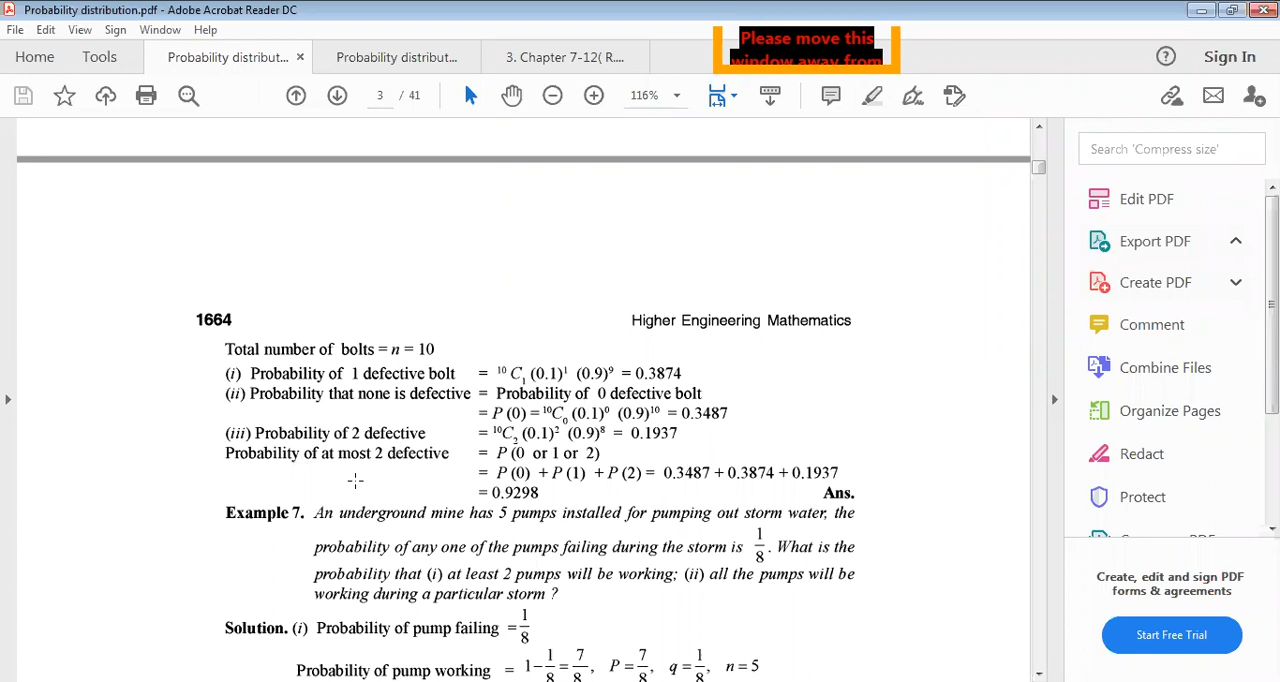 Probability distribution.pdf - Adobe Acrobat Reader DC
File Edit View Sign Window Help
Home Tools Probability distribut... × Probability distribut... 3. Chapter 7-12( R....
Please move this
window away from
? Sign In
3 / 41 116%
Search 'Compress size'
Edit PDF
Export PDF
Create PDF
Comment
Combine Files
Organize Pages
Redact
Protect
Create, edit and sign PDF
forms & agreements
Start Free Trial
1664 Higher Engineering Mathematics
Total number of bolts = n = 10
(i) Probability of 1 defective bolt = ¹⁰C₁ (0.1)¹ (0.9)⁹ = 0.3874
(ii) Probability that none is defective = Probability of 0 defective bolt
= P (0) = ¹⁰C₀ (0.1)⁰ (0.9)¹⁰ = 0.3487
(iii) Probability of 2 defective = ¹⁰C₂ (0.1)² (0.9)⁸ = 0.1937
Probability of at most 2 defective = P (0 or 1 or 2)
= P (0) + P (1) + P (2) = 0.3487 + 0.3874 + 0.1937
= 0.9298 Ans.
Example 7. An underground mine has 5 pumps installed for pumping out storm water, the
probability of any one of the pumps failing during the storm is 1/8. What is the
probability that (i) at least 2 pumps will be working; (ii) all the pumps will be
working during a particular storm ?
Solution. (i) Probability of pump failing = 1/8
Probability of pump working = 1 − 1/8 = 7/8, P = 7/8, q = 1/8, n = 5